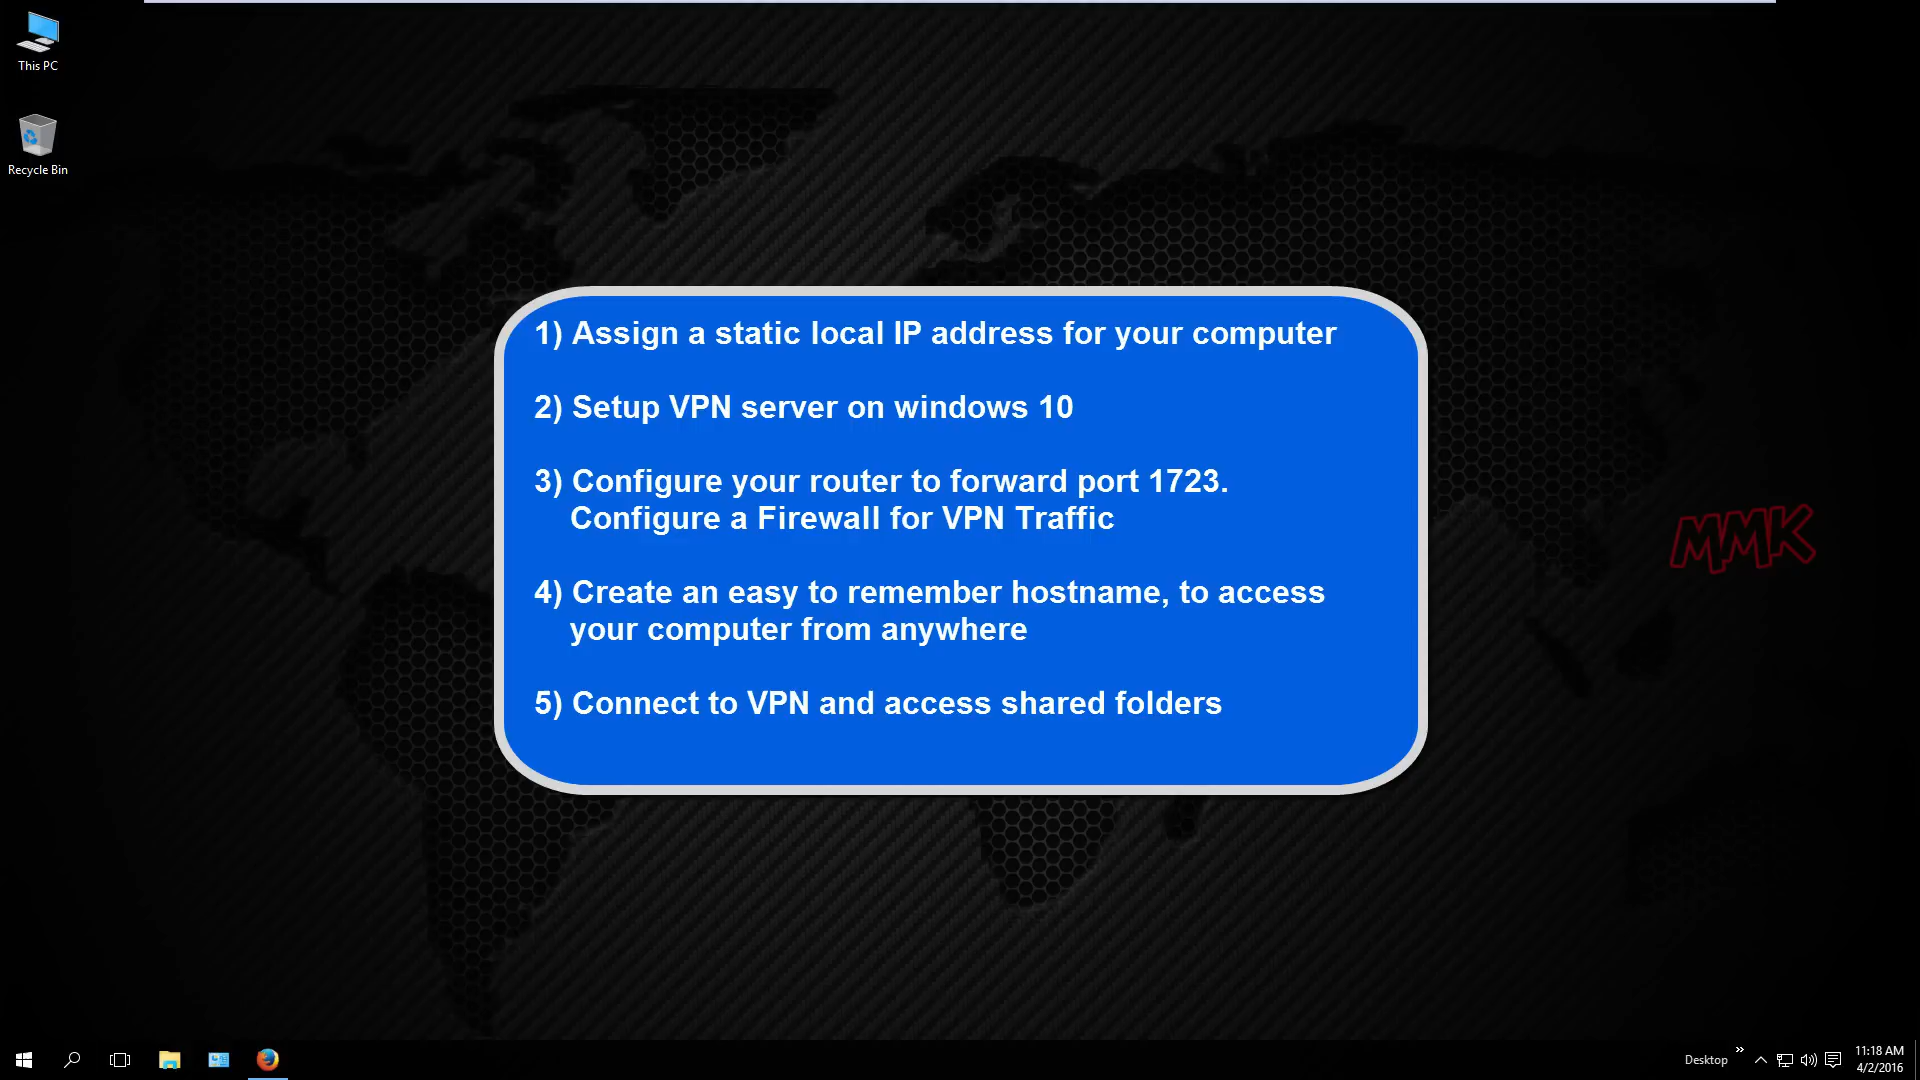 This PC
Recycle Bin
1) Assign a static local IP address for your computer
2) Setup VPN server on windows 10
3) Configure your router to forward port 1723.
Configure a Firewall for VPN Traffic
4) Create an easy to remember hostname, to access
your computer from anywhere
5) Connect to VPN and access shared folders
MMK
Desktop
11:18 AM
4/2/2016